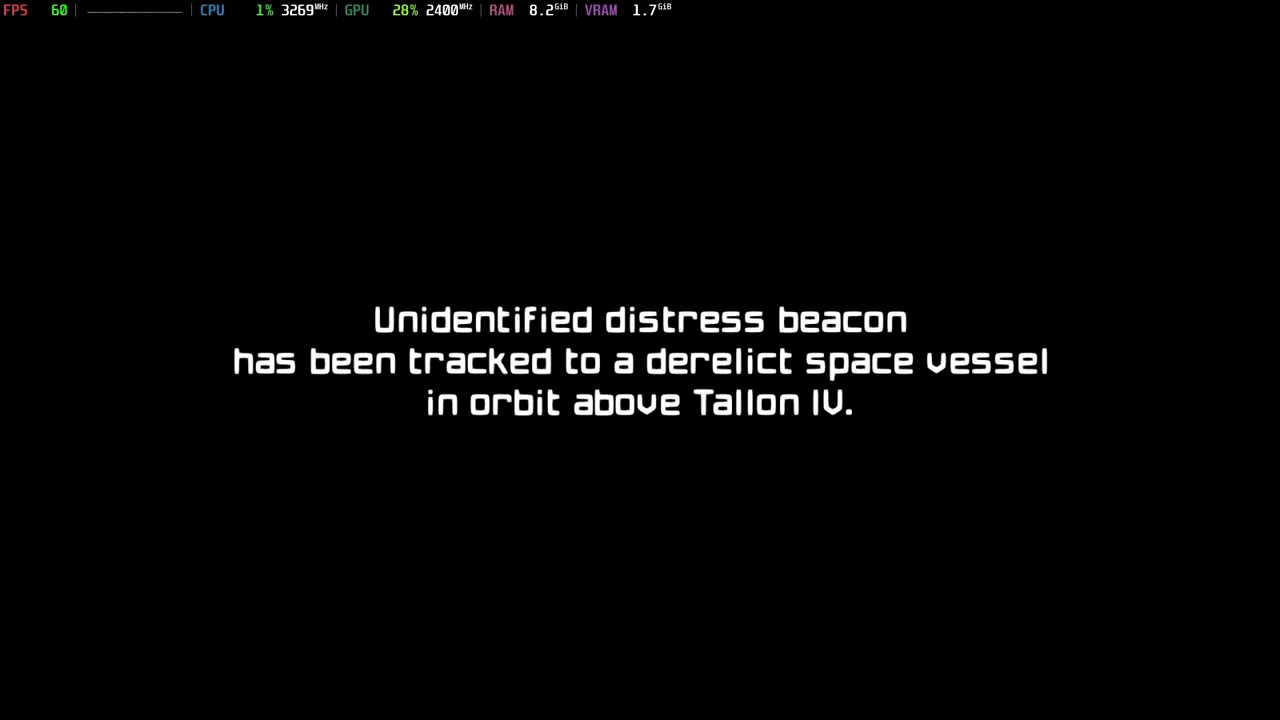 FPS 60 CPU 1% 3269MHz GPU 28% 2400MHz RAM 8.2GiB VRAM 1.7GiB
Unidentified distress beacon
has been tracked to a derelict space vessel
in orbit above Tallon IV.